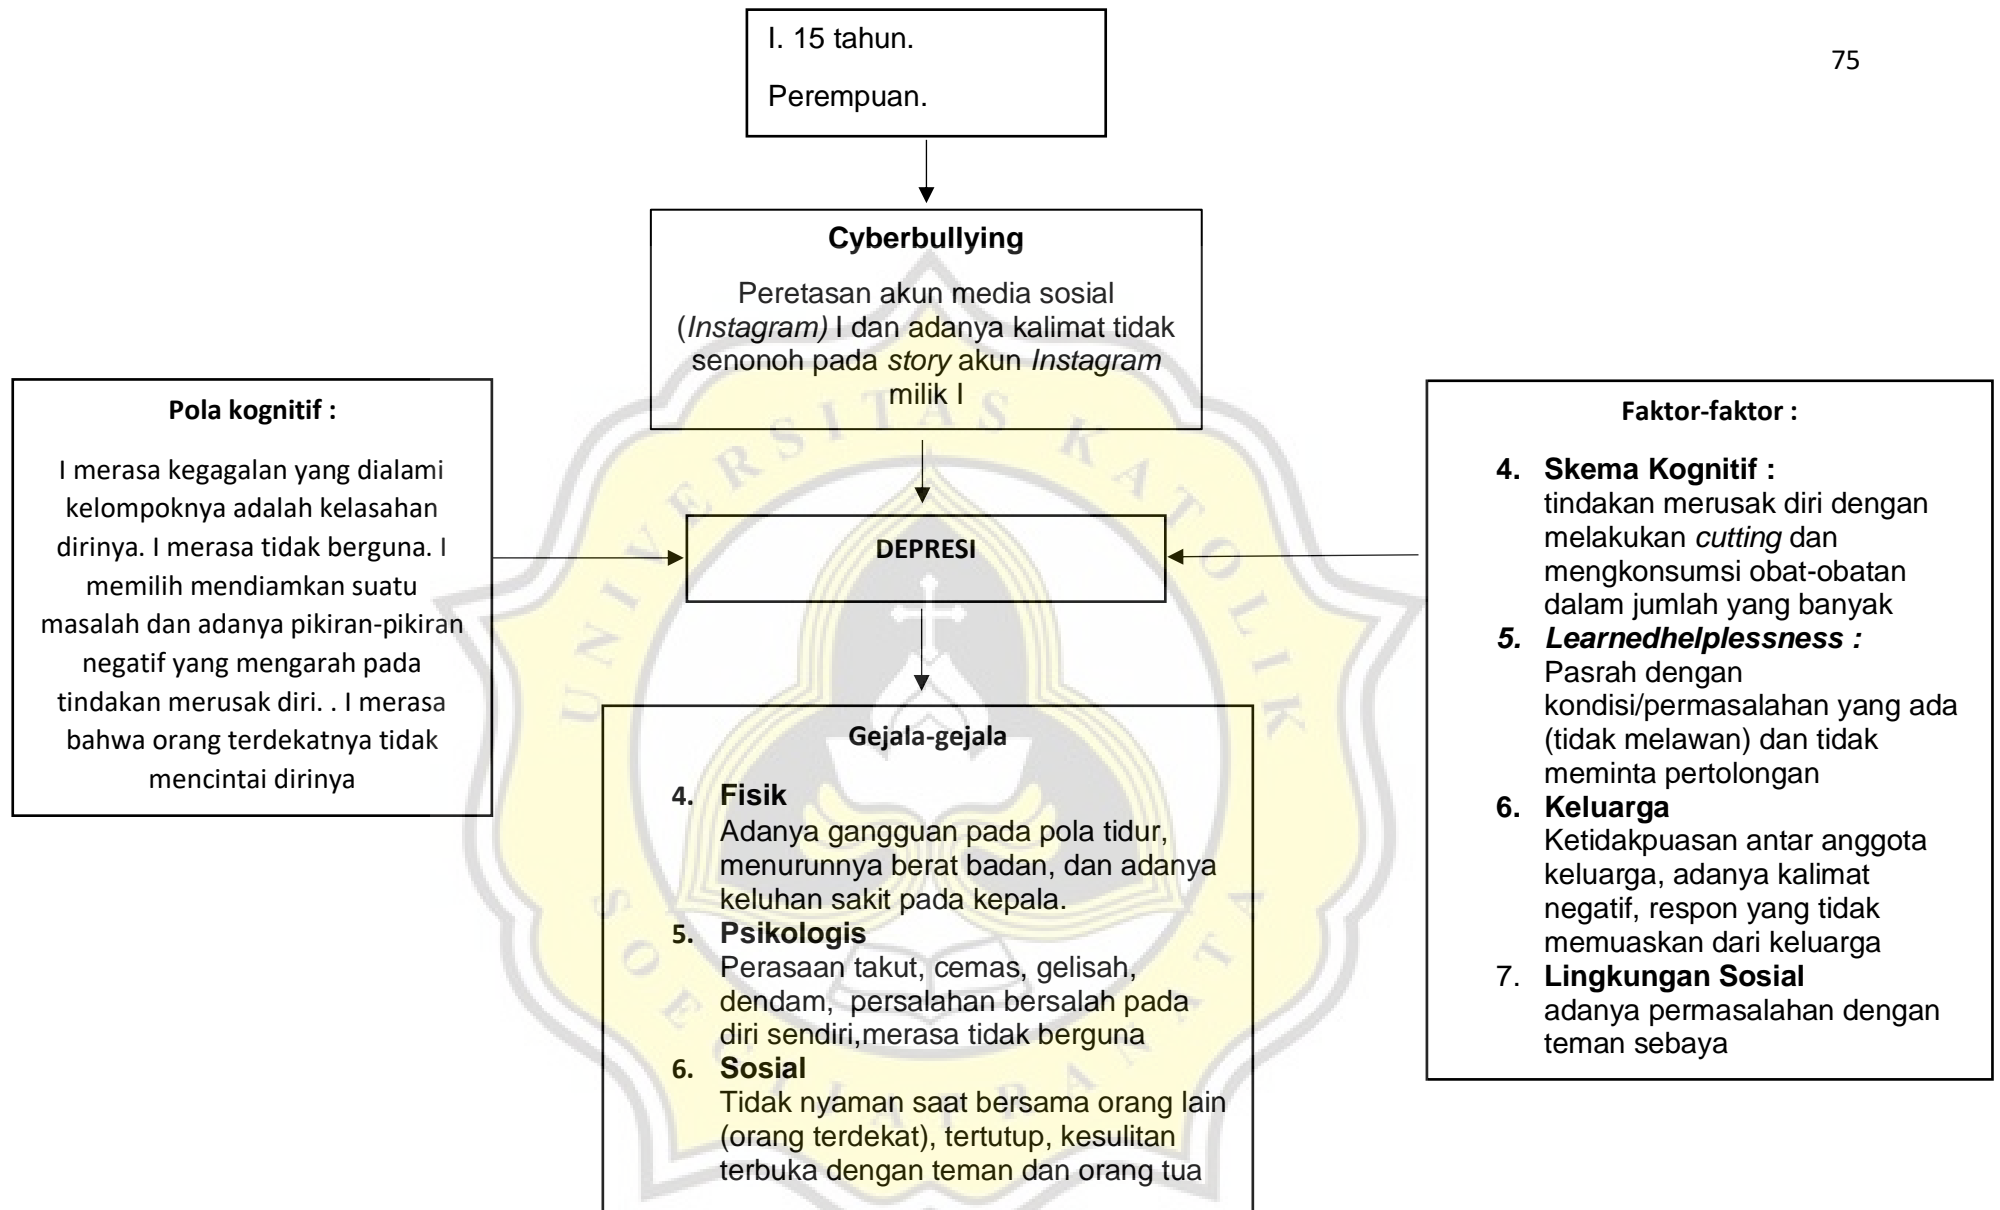 75
I. 15 tahun.
Perempuan.
Cyberbullying
Peretasan akun media sosial
(Instagram) I dan adanya kalimat tidak
senonoh pada story akun Instagram
milik I
Pola kognitif :
I merasa kegagalan yang dialami
kelompoknya adalah kelasahan
dirinya. I merasa tidak berguna. I
memilih mendiamkan suatu
masalah dan adanya pikiran-pikiran
negatif yang mengarah pada
tindakan merusak diri. . I merasa
bahwa orang terdekatnya tidak
mencintai dirinya
DEPRESI
Faktor-faktor :
4. Skema Kognitif :
tindakan merusak diri dengan
melakukan cutting dan
mengkonsumsi obat-obatan
dalam jumlah yang banyak
5. Learnedhelplessness :
Pasrah dengan
kondisi/permasalahan yang ada
(tidak melawan) dan tidak
meminta pertolongan
6. Keluarga
Ketidakpuasan antar anggota
keluarga, adanya kalimat
negatif, respon yang tidak
memuaskan dari keluarga
7. Lingkungan Sosial
adanya permasalahan dengan
teman sebaya
Gejala-gejala
4. Fisik
Adanya gangguan pada pola tidur,
menurunnya berat badan, dan adanya
keluhan sakit pada kepala.
5. Psikologis
Perasaan takut, cemas, gelisah,
dendam, persalahan bersalah pada
diri sendiri,merasa tidak berguna
6. Sosial
Tidak nyaman saat bersama orang lain
(orang terdekat), tertutup, kesulitan
terbuka dengan teman dan orang tua
UNIVERSITAS KATOLIK
SOEGIJAPRANATA